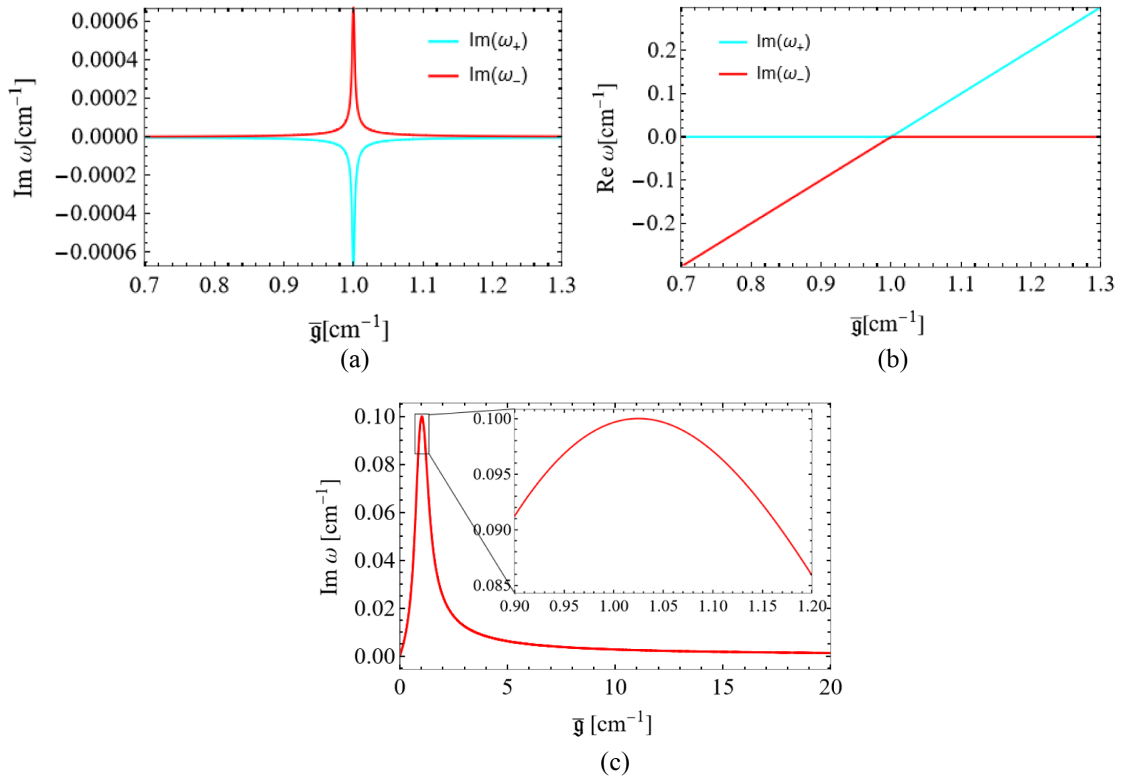 0.0006
0.0004
0.0002
0.0000
−0.0002
−0.0004
−0.0006
Im ω[cm⁻¹]
Im(ω₊)
Im(ω₋)
0.7 0.8 0.9 1.0 1.1 1.2 1.3
𝔤̅[cm⁻¹]
(a)
0.2
0.1
0.0
−0.1
−0.2
Re ω[cm⁻¹]
Im(ω₊)
Im(ω₋)
0.7 0.8 0.9 1.0 1.1 1.2 1.3
𝔤̅[cm⁻¹]
(b)
0.10
0.08
0.06
0.04
0.02
0.00
Im ω [cm⁻¹]
0.100
0.095
0.090
0.085
0.90 0.95 1.00 1.05 1.10 1.15 1.20
0 5 10 15 20
𝔤̅ [cm⁻¹]
(c)